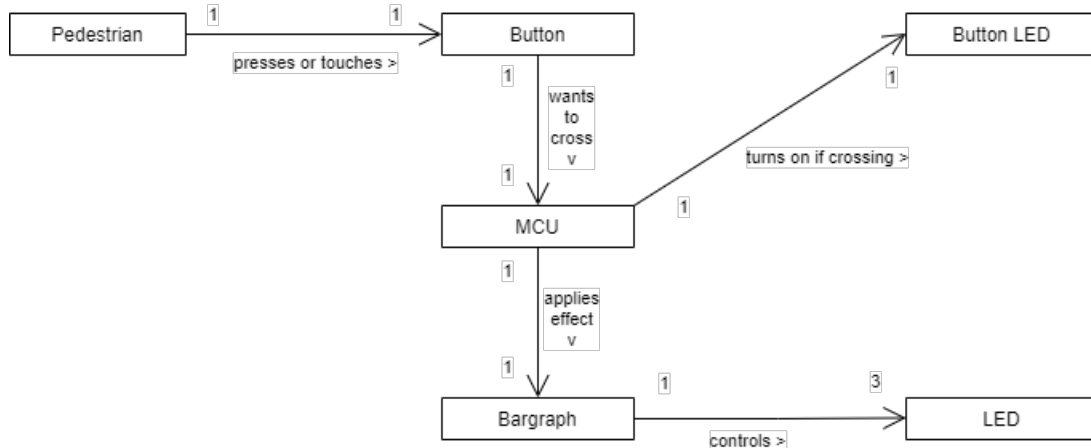 1
1
1
Pedestrian
Button
Button LED
presses or touches >
1
wants
to
cross
v
turns on if crossing >
1
1
MCU
1
applies
effect
v
1
1
3
Bargraph
LED
controls >